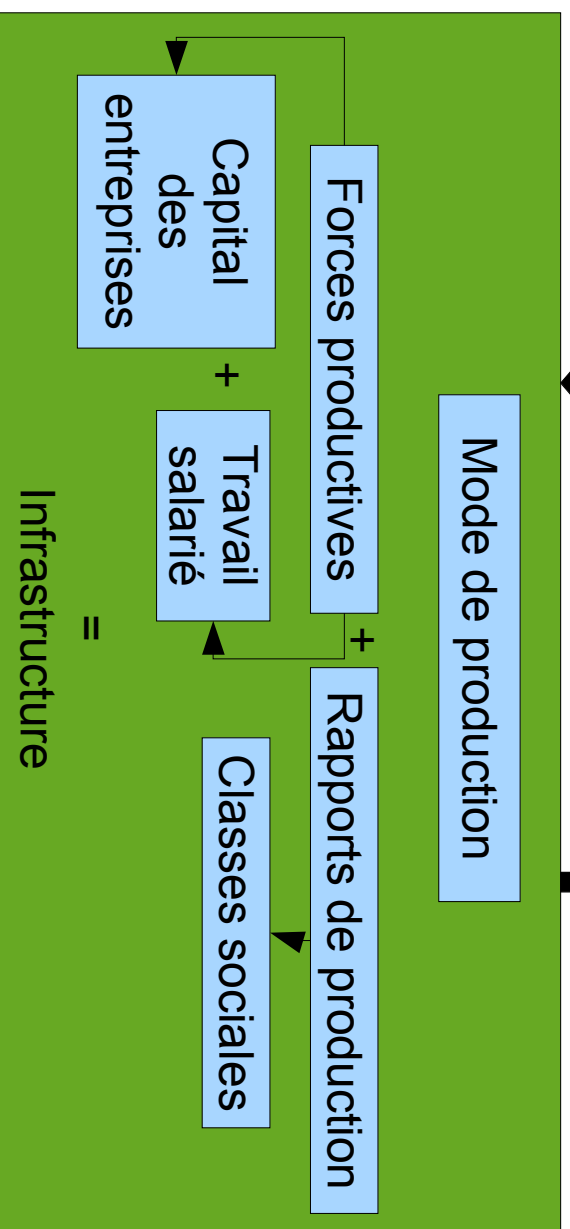 Mode de production
Forces productives
+
Rapports de production
Capital
des
entreprises
+
Travail
salarié
Classes sociales
=
Infrastructure